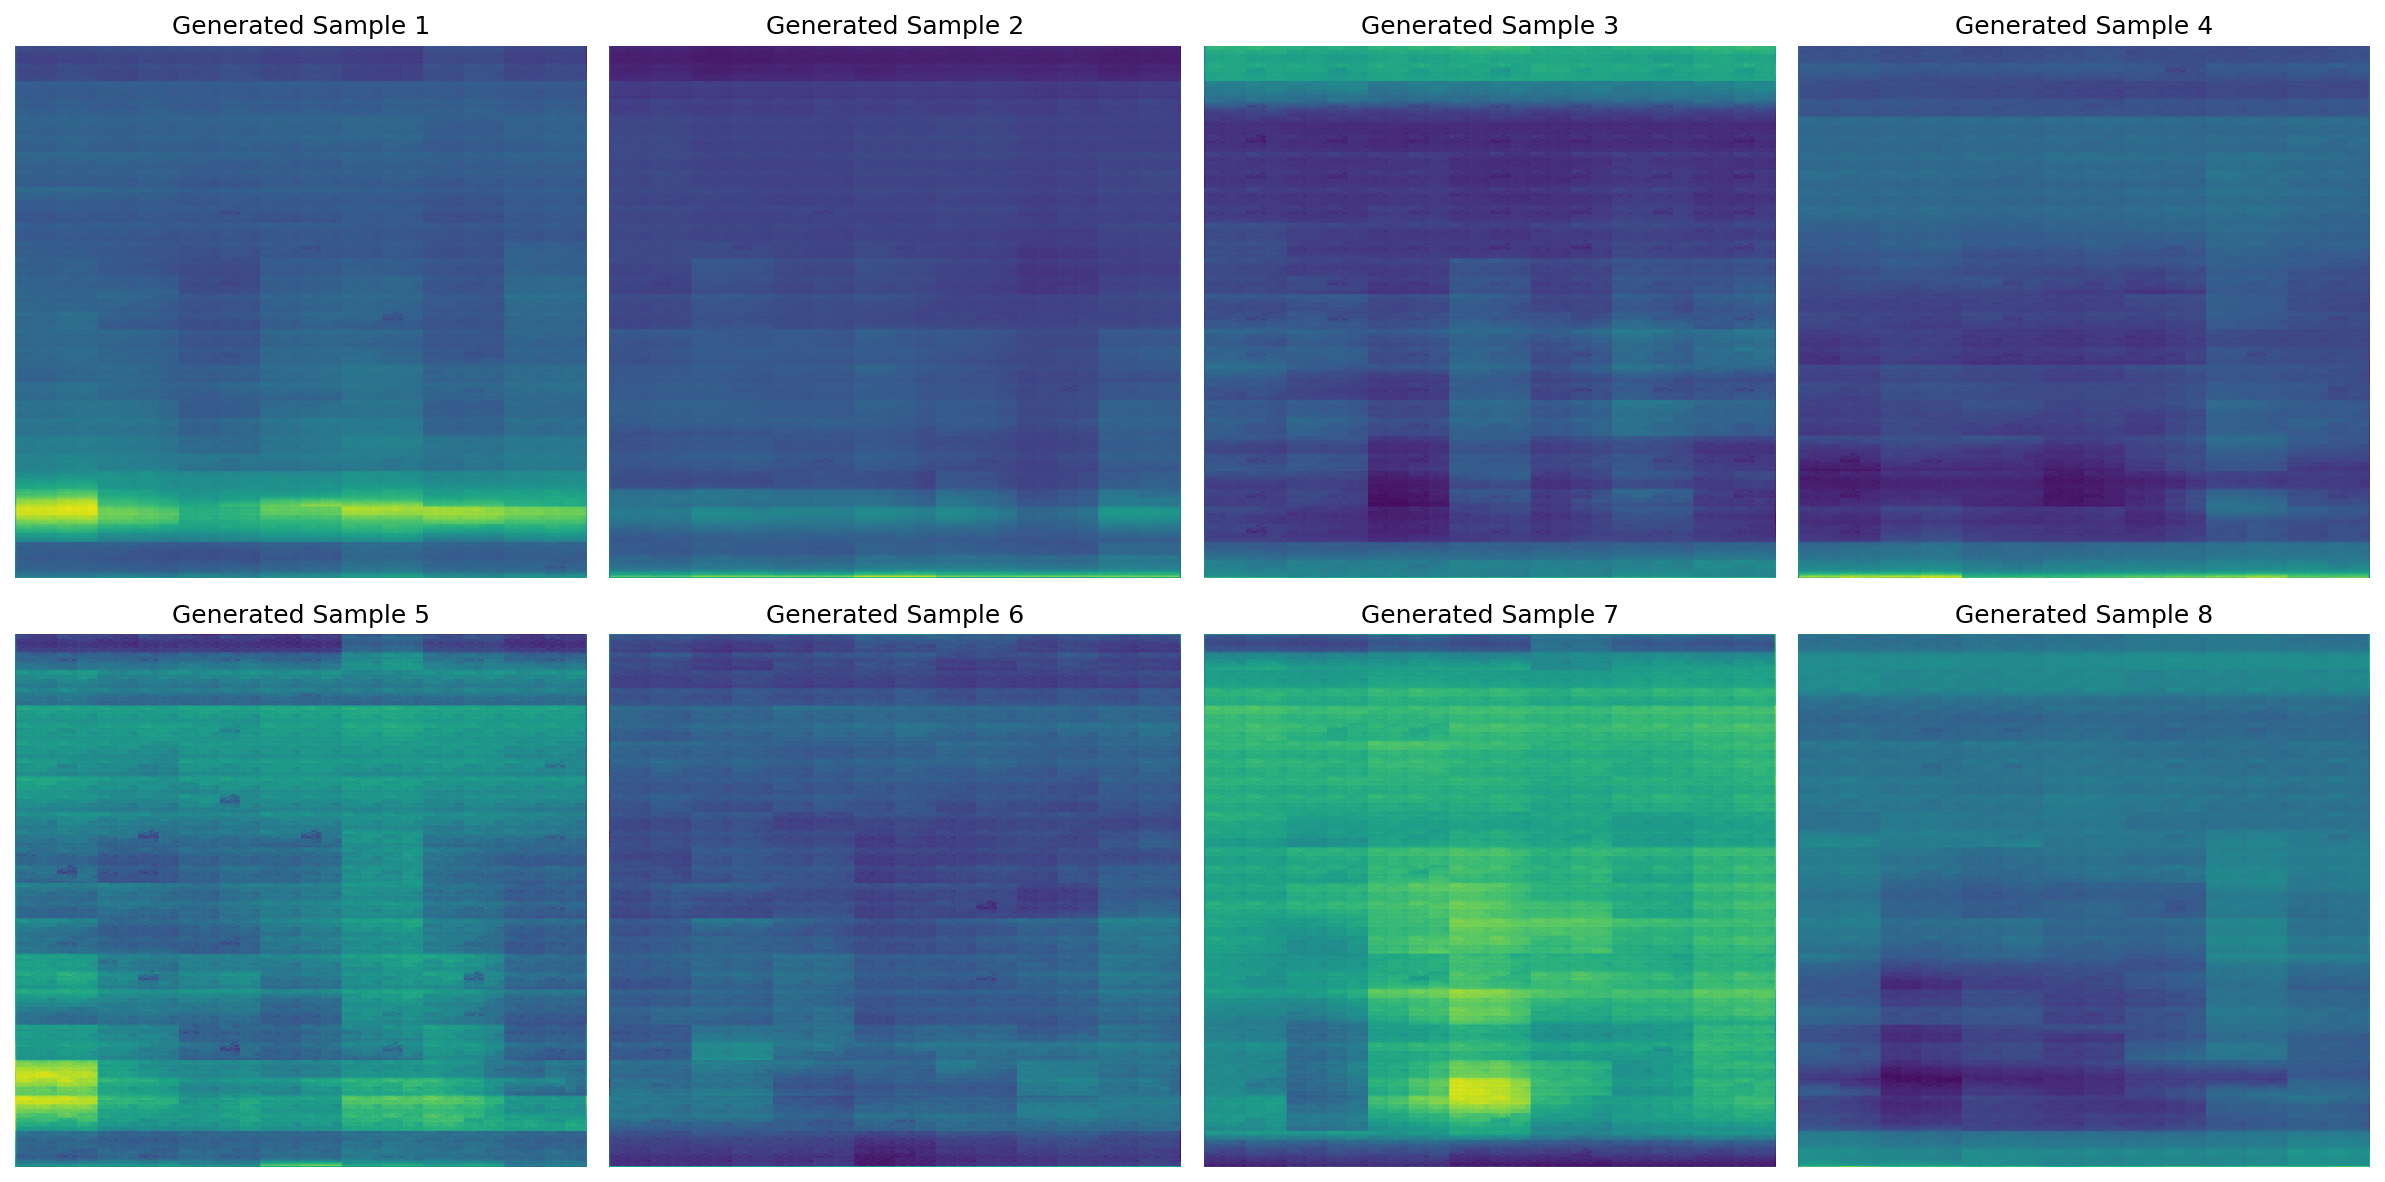 Generated Sample 1
Generated Sample 2
Generated Sample 3
Generated Sample 4
Generated Sample 5
Generated Sample 6
Generated Sample 7
Generated Sample 8